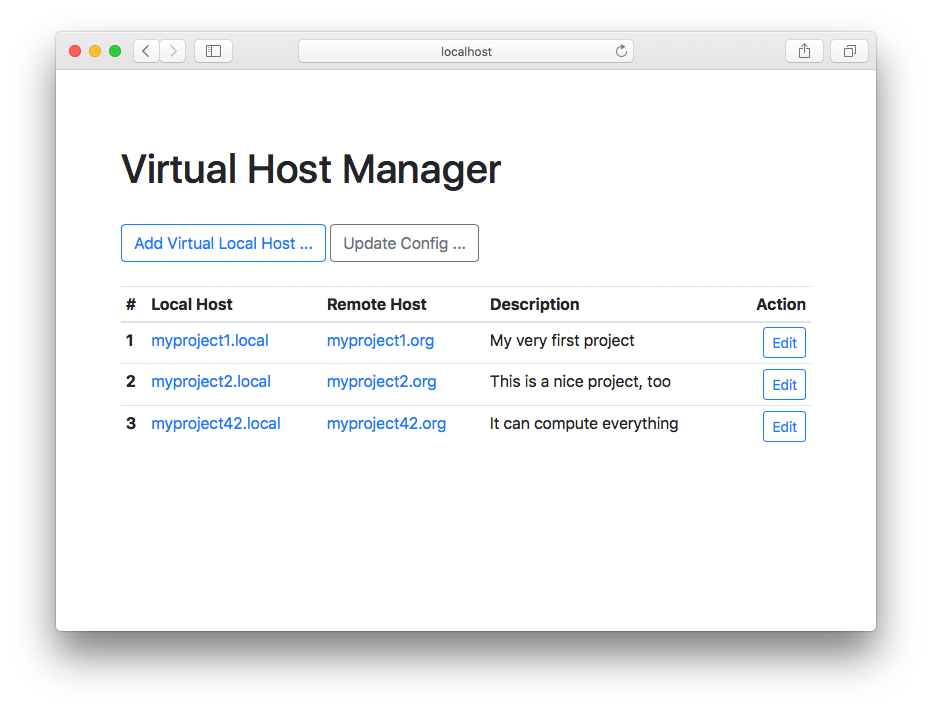 localhost
Virtual Host Manager
Add Virtual Local Host ... Update Config ...
# Local Host Remote Host Description Action
1 myproject1.local myproject1.org My very first project Edit
2 myproject2.local myproject2.org This is a nice project, too Edit
3 myproject42.local myproject42.org It can compute everything Edit